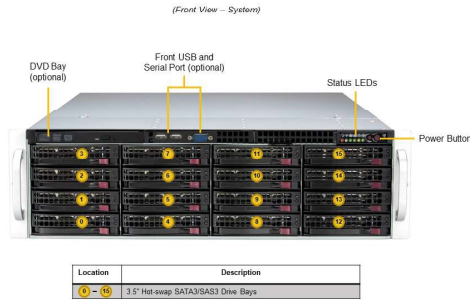 (Front View – System)
DVD Bay
(optional)
Front USB and
Serial Port (optional)
Status LEDs
Power Button
3 7 11 15
2 6 10 14
1 5 9 13
0 4 8 12
Location Description
0 – 15 3.5" Hot-swap SATA3/SAS3 Drive Bays